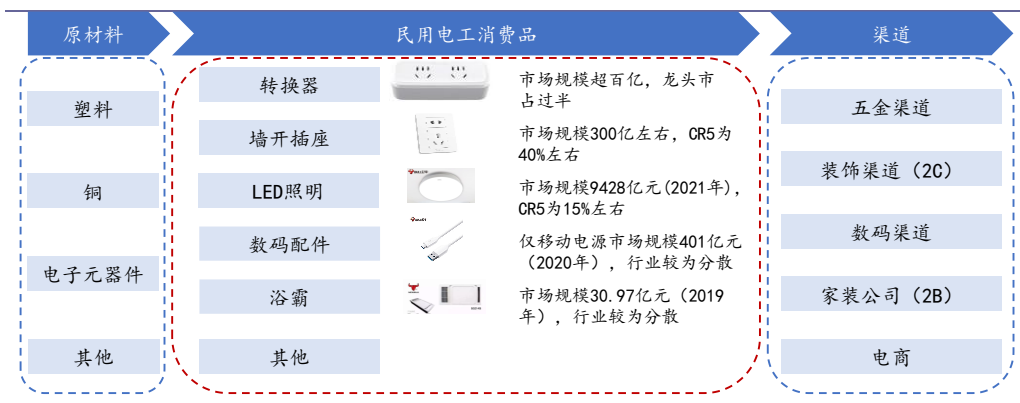 原材料
民用电工消费品
渠道
塑料
铜
电子元器件
其他
转换器
市场规模超百亿，龙头市
占过半
墙开插座
市场规模300亿左右，CR5为
40%左右
LED照明
市场规模9428亿元(2021年)，
CR5为15%左右
数码配件
仅移动电源市场规模401亿元
（2020年），行业较为分散
浴霸
市场规模30.97亿元（2019
年），行业较为分散
其他
五金渠道
装饰渠道（2C）
数码渠道
家装公司（2B）
电商